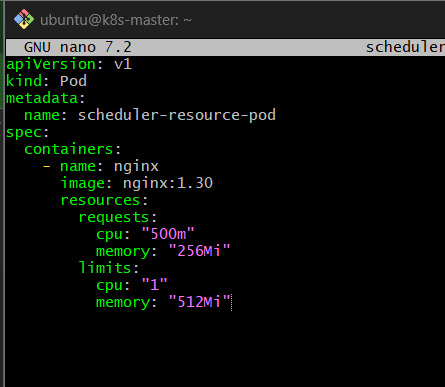 ubuntu@k8s-master: ~
GNU nano 7.2 scheduler
apiVersion: v1
kind: Pod
metadata:
  name: scheduler-resource-pod
spec:
  containers:
    - name: nginx
      image: nginx:1.30
      resources:
        requests:
          cpu: "500m"
          memory: "256Mi"
        limits:
          cpu: "1"
          memory: "512Mi"